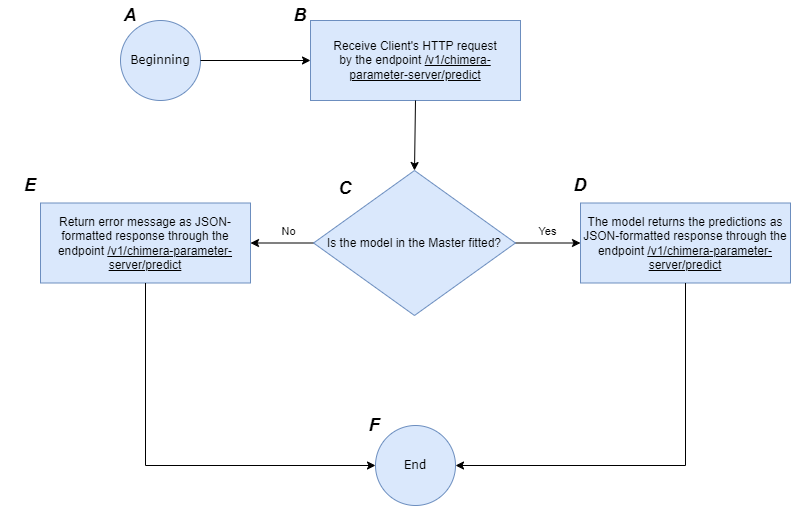 A
Beginning
B
Receive Client's HTTP request
by the endpoint /v1/chimera-
parameter-server/predict
C
Is the model in the Master fitted?
No
Yes
E
Return error message as JSON-
formatted response through the
endpoint /v1/chimera-parameter-
server/predict
D
The model returns the predictions as
JSON-formatted response through the
endpoint /v1/chimera-parameter-
server/predict
F
End